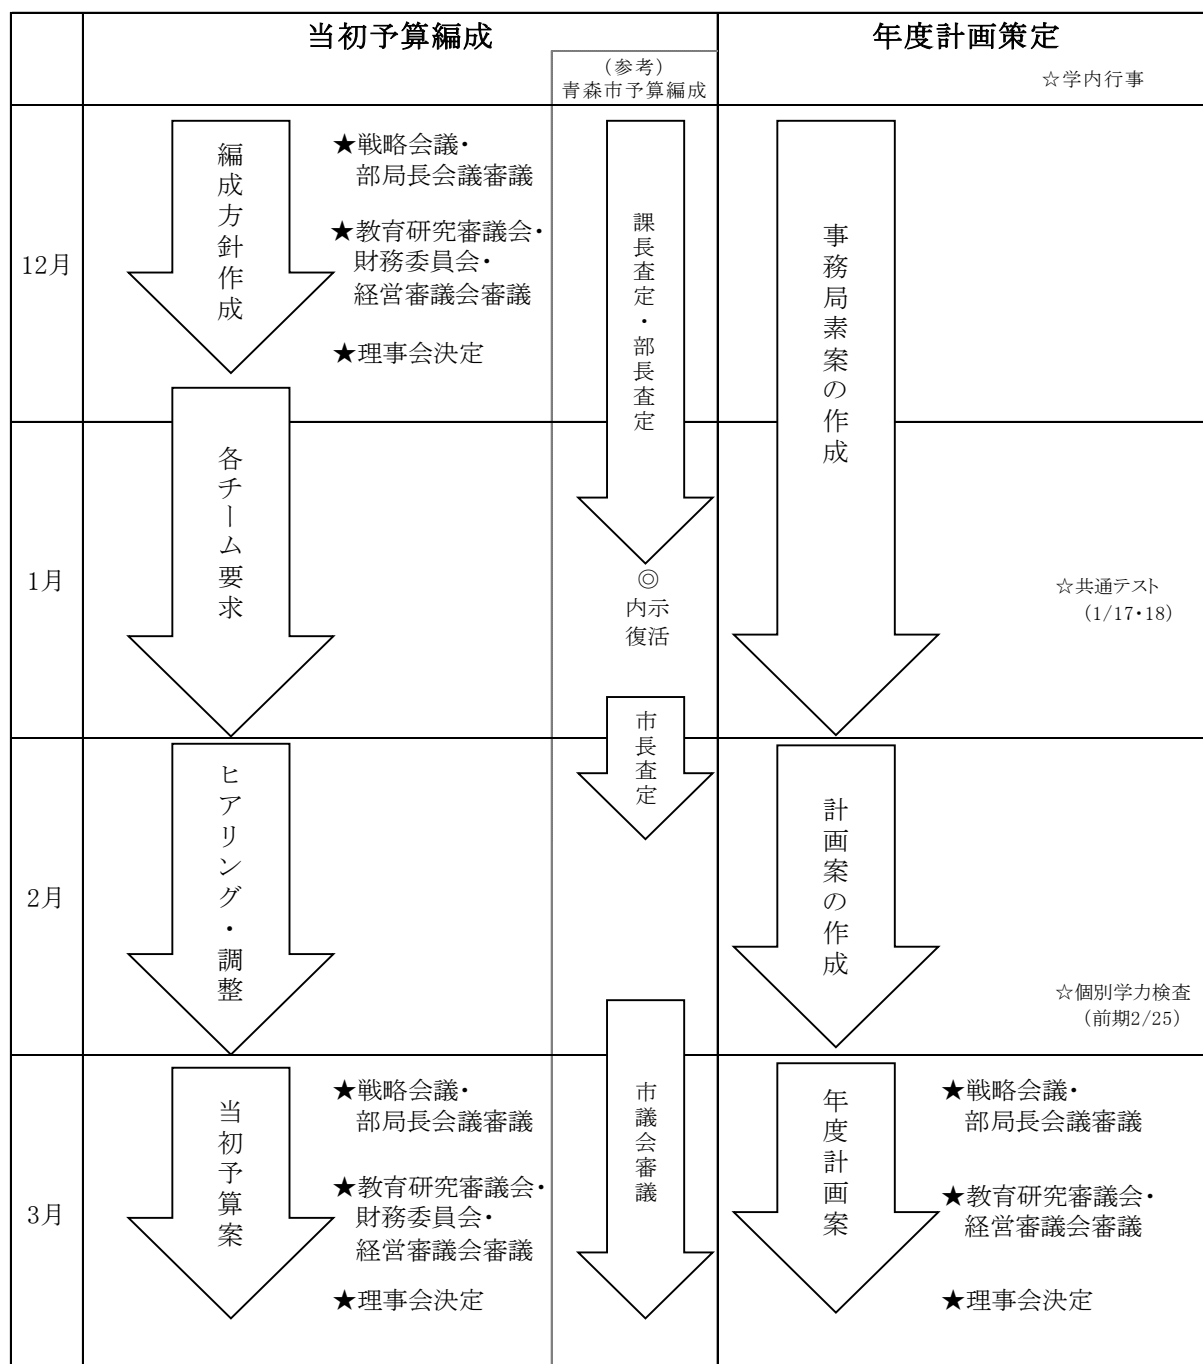 当初予算編成
年度計画策定
(参考)
青森市予算編成
☆学内行事
12月
編成方針作成
★戦略会議・
部局長会議審議
★教育研究審議会・
財務委員会・
経営審議会審議
★理事会決定
課長査定・部長査定
事務局素案の作成
1月
各チーム要求
◎
内示
復活
☆共通テスト
(1/17・18)
市長査定
2月
ヒアリング・調整
計画案の作成
☆個別学力検査
(前期2/25)
3月
当初予算案
★戦略会議・
部局長会議審議
★教育研究審議会・
財務委員会・
経営審議会審議
★理事会決定
市議会審議
年度計画案
★戦略会議・
部局長会議審議
★教育研究審議会・
経営審議会審議
★理事会決定